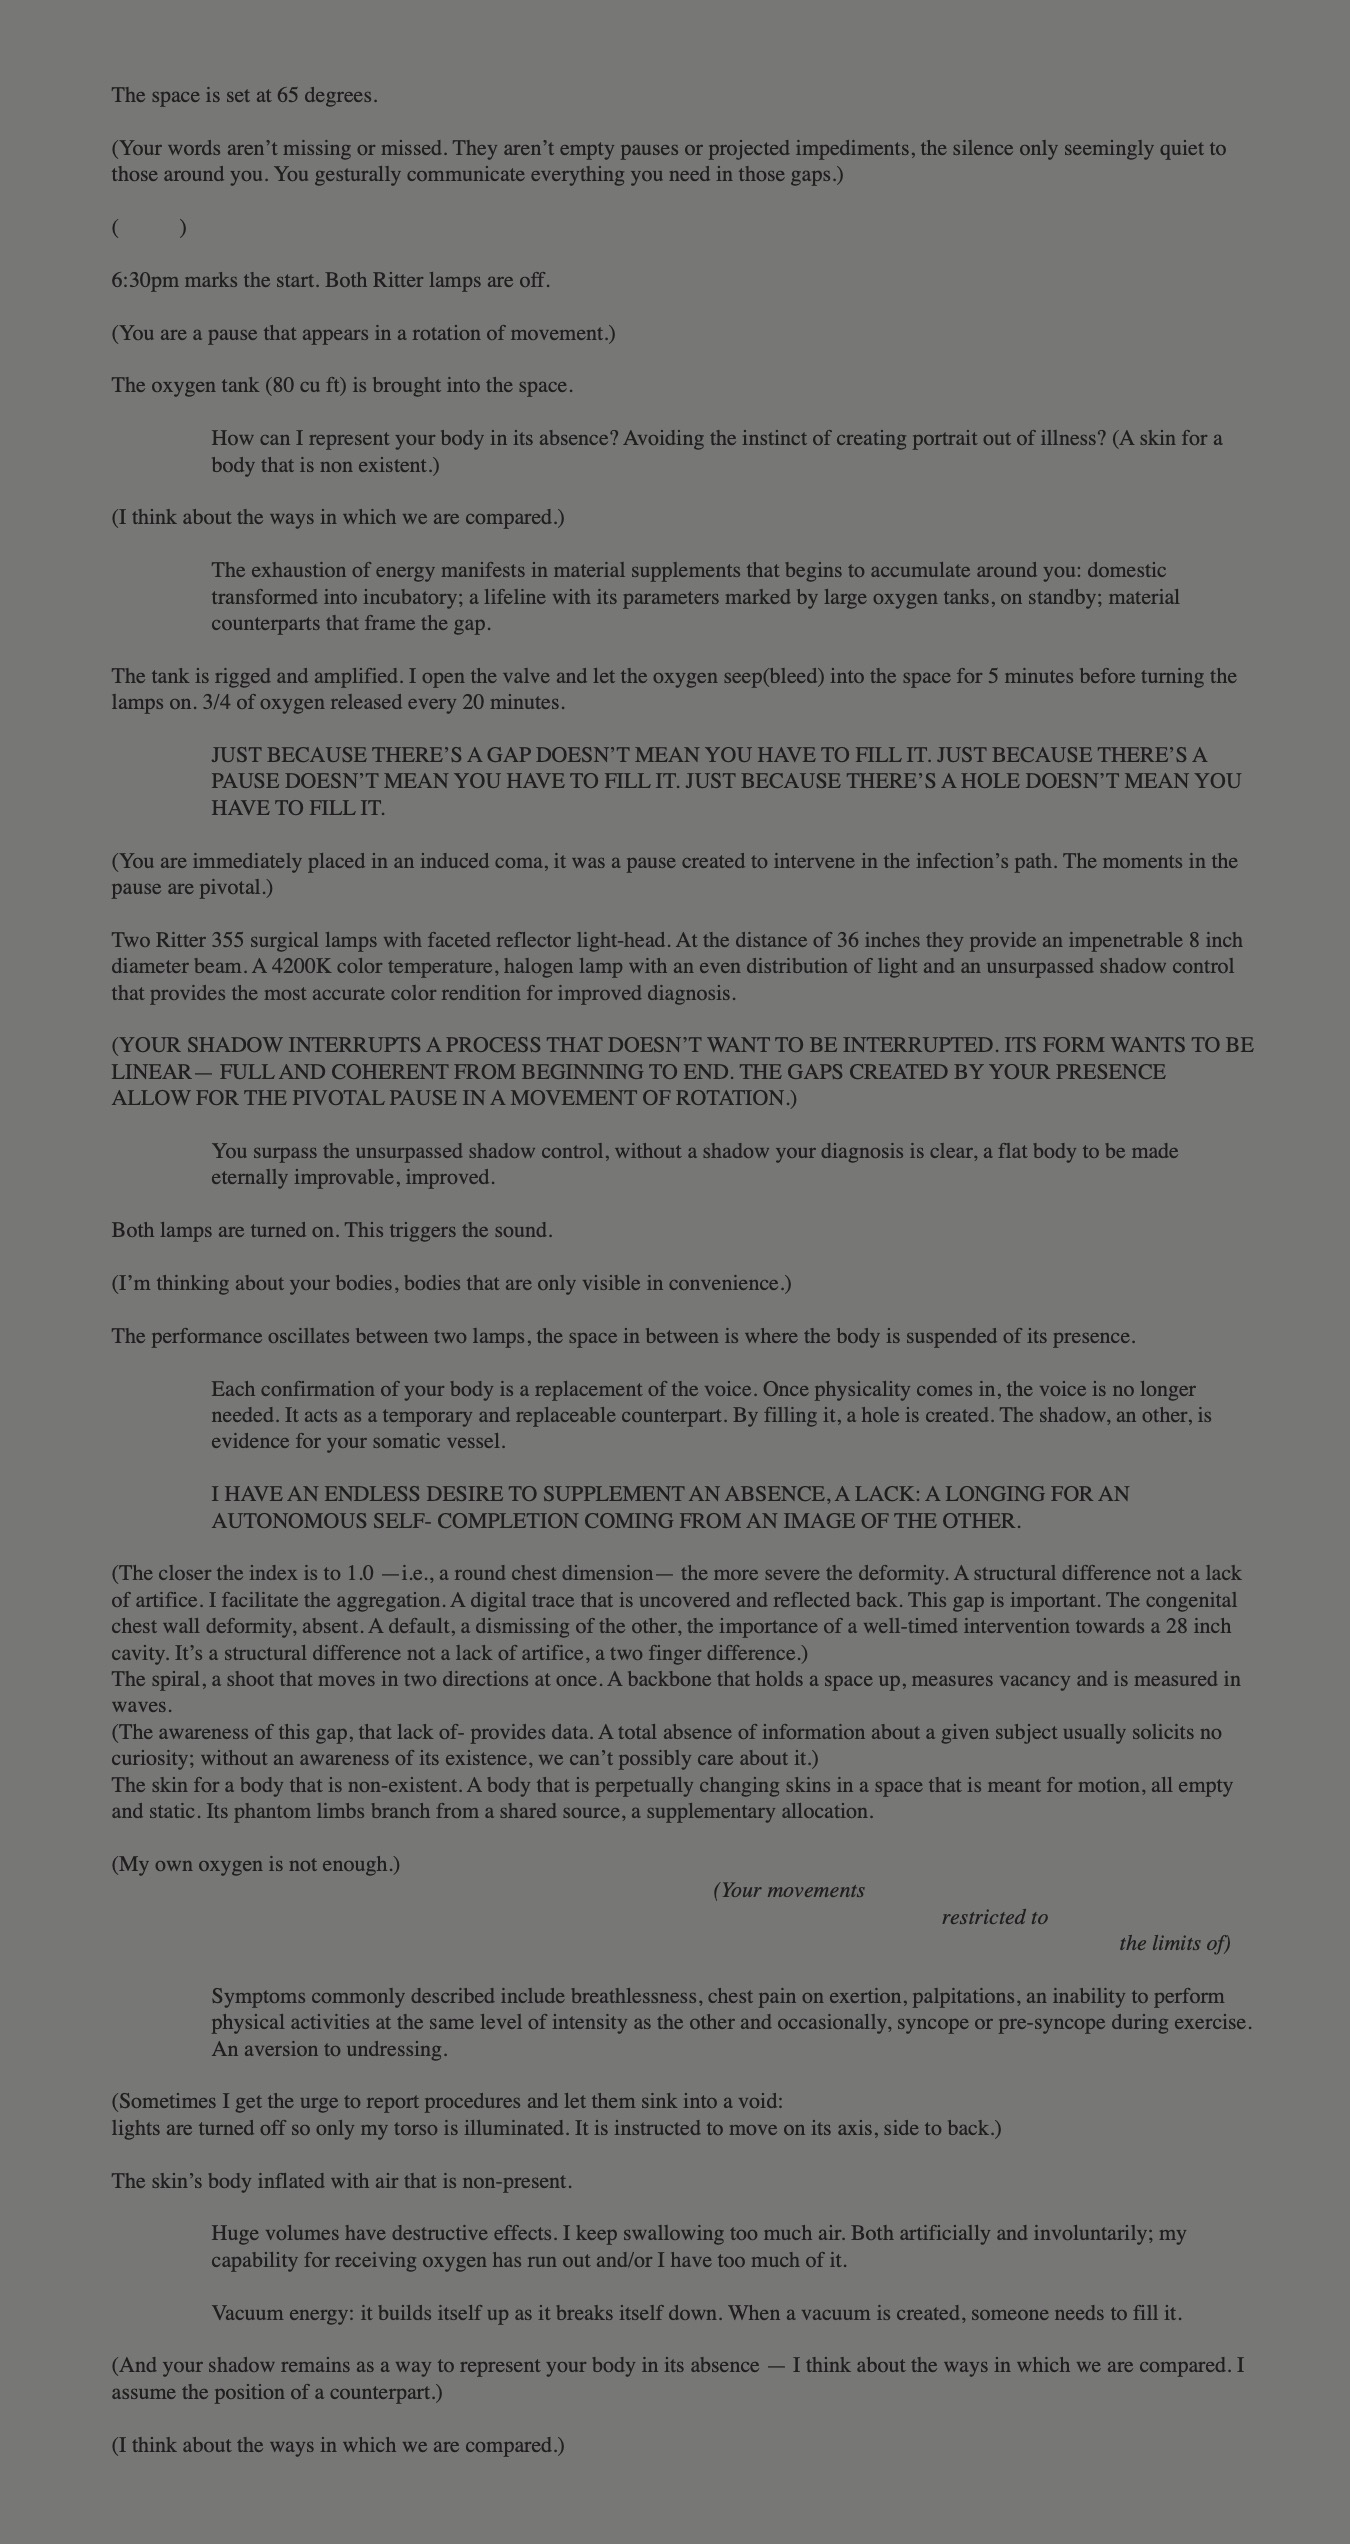 The space is set at 65 degrees.
(Your words aren’t missing or missed. They aren’t empty pauses or projected impediments, the silence only seemingly quiet to
those around you. You gesturally communicate everything you need in those gaps.)
( )
6:30pm marks the start. Both Ritter lamps are off.
(You are a pause that appears in a rotation of movement.)
The oxygen tank (80 cu ft) is brought into the space.
How can I represent your body in its absence? Avoiding the instinct of creating portrait out of illness? (A skin for a
body that is non existent.)
(I think about the ways in which we are compared.)
The exhaustion of energy manifests in material supplements that begins to accumulate around you: domestic
transformed into incubatory; a lifeline with its parameters marked by large oxygen tanks, on standby; material
counterparts that frame the gap.
The tank is rigged and amplified. I open the valve and let the oxygen seep(bleed) into the space for 5 minutes before turning the
lamps on. 3/4 of oxygen released every 20 minutes.
JUST BECAUSE THERE’S A GAP DOESN’T MEAN YOU HAVE TO FILL IT. JUST BECAUSE THERE’S A
PAUSE DOESN’T MEAN YOU HAVE TO FILL IT. JUST BECAUSE THERE’S A HOLE DOESN’T MEAN YOU
HAVE TO FILL IT.
(You are immediately placed in an induced coma, it was a pause created to intervene in the infection’s path. The moments in the
pause are pivotal.)
Two Ritter 355 surgical lamps with faceted reflector light-head. At the distance of 36 inches they provide an impenetrable 8 inch
diameter beam. A 4200K color temperature, halogen lamp with an even distribution of light and an unsurpassed shadow control
that provides the most accurate color rendition for improved diagnosis.
(YOUR SHADOW INTERRUPTS A PROCESS THAT DOESN’T WANT TO BE INTERRUPTED. ITS FORM WANTS TO BE
LINEAR— FULL AND COHERENT FROM BEGINNING TO END. THE GAPS CREATED BY YOUR PRESENCE
ALLOW FOR THE PIVOTAL PAUSE IN A MOVEMENT OF ROTATION.)
You surpass the unsurpassed shadow control, without a shadow your diagnosis is clear, a flat body to be made
eternally improvable, improved.
Both lamps are turned on. This triggers the sound.
(I’m thinking about your bodies, bodies that are only visible in convenience.)
The performance oscillates between two lamps, the space in between is where the body is suspended of its presence.
Each confirmation of your body is a replacement of the voice. Once physicality comes in, the voice is no longer
needed. It acts as a temporary and replaceable counterpart. By filling it, a hole is created. The shadow, an other, is
evidence for your somatic vessel.
I HAVE AN ENDLESS DESIRE TO SUPPLEMENT AN ABSENCE, A LACK: A LONGING FOR AN
AUTONOMOUS SELF- COMPLETION COMING FROM AN IMAGE OF THE OTHER.
(The closer the index is to 1.0 —i.e., a round chest dimension— the more severe the deformity. A structural difference not a lack
of artifice. I facilitate the aggregation. A digital trace that is uncovered and reflected back. This gap is important. The congenital
chest wall deformity, absent. A default, a dismissing of the other, the importance of a well-timed intervention towards a 28 inch
cavity. It’s a structural difference not a lack of artifice, a two finger difference.)
The spiral, a shoot that moves in two directions at once. A backbone that holds a space up, measures vacancy and is measured in
waves.
(The awareness of this gap, that lack of- provides data. A total absence of information about a given subject usually solicits no
curiosity; without an awareness of its existence, we can’t possibly care about it.)
The skin for a body that is non-existent. A body that is perpetually changing skins in a space that is meant for motion, all empty
and static. Its phantom limbs branch from a shared source, a supplementary allocation.
(My own oxygen is not enough.)
(Your movements
restricted to
the limits of)
Symptoms commonly described include breathlessness, chest pain on exertion, palpitations, an inability to perform
physical activities at the same level of intensity as the other and occasionally, syncope or pre-syncope during exercise.
An aversion to undressing.
(Sometimes I get the urge to report procedures and let them sink into a void:
lights are turned off so only my torso is illuminated. It is instructed to move on its axis, side to back.)
The skin’s body inflated with air that is non-present.
Huge volumes have destructive effects. I keep swallowing too much air. Both artificially and involuntarily; my
capability for receiving oxygen has run out and/or I have too much of it.
Vacuum energy: it builds itself up as it breaks itself down. When a vacuum is created, someone needs to fill it.
(And your shadow remains as a way to represent your body in its absence — I think about the ways in which we are compared. I
assume the position of a counterpart.)
(I think about the ways in which we are compared.)